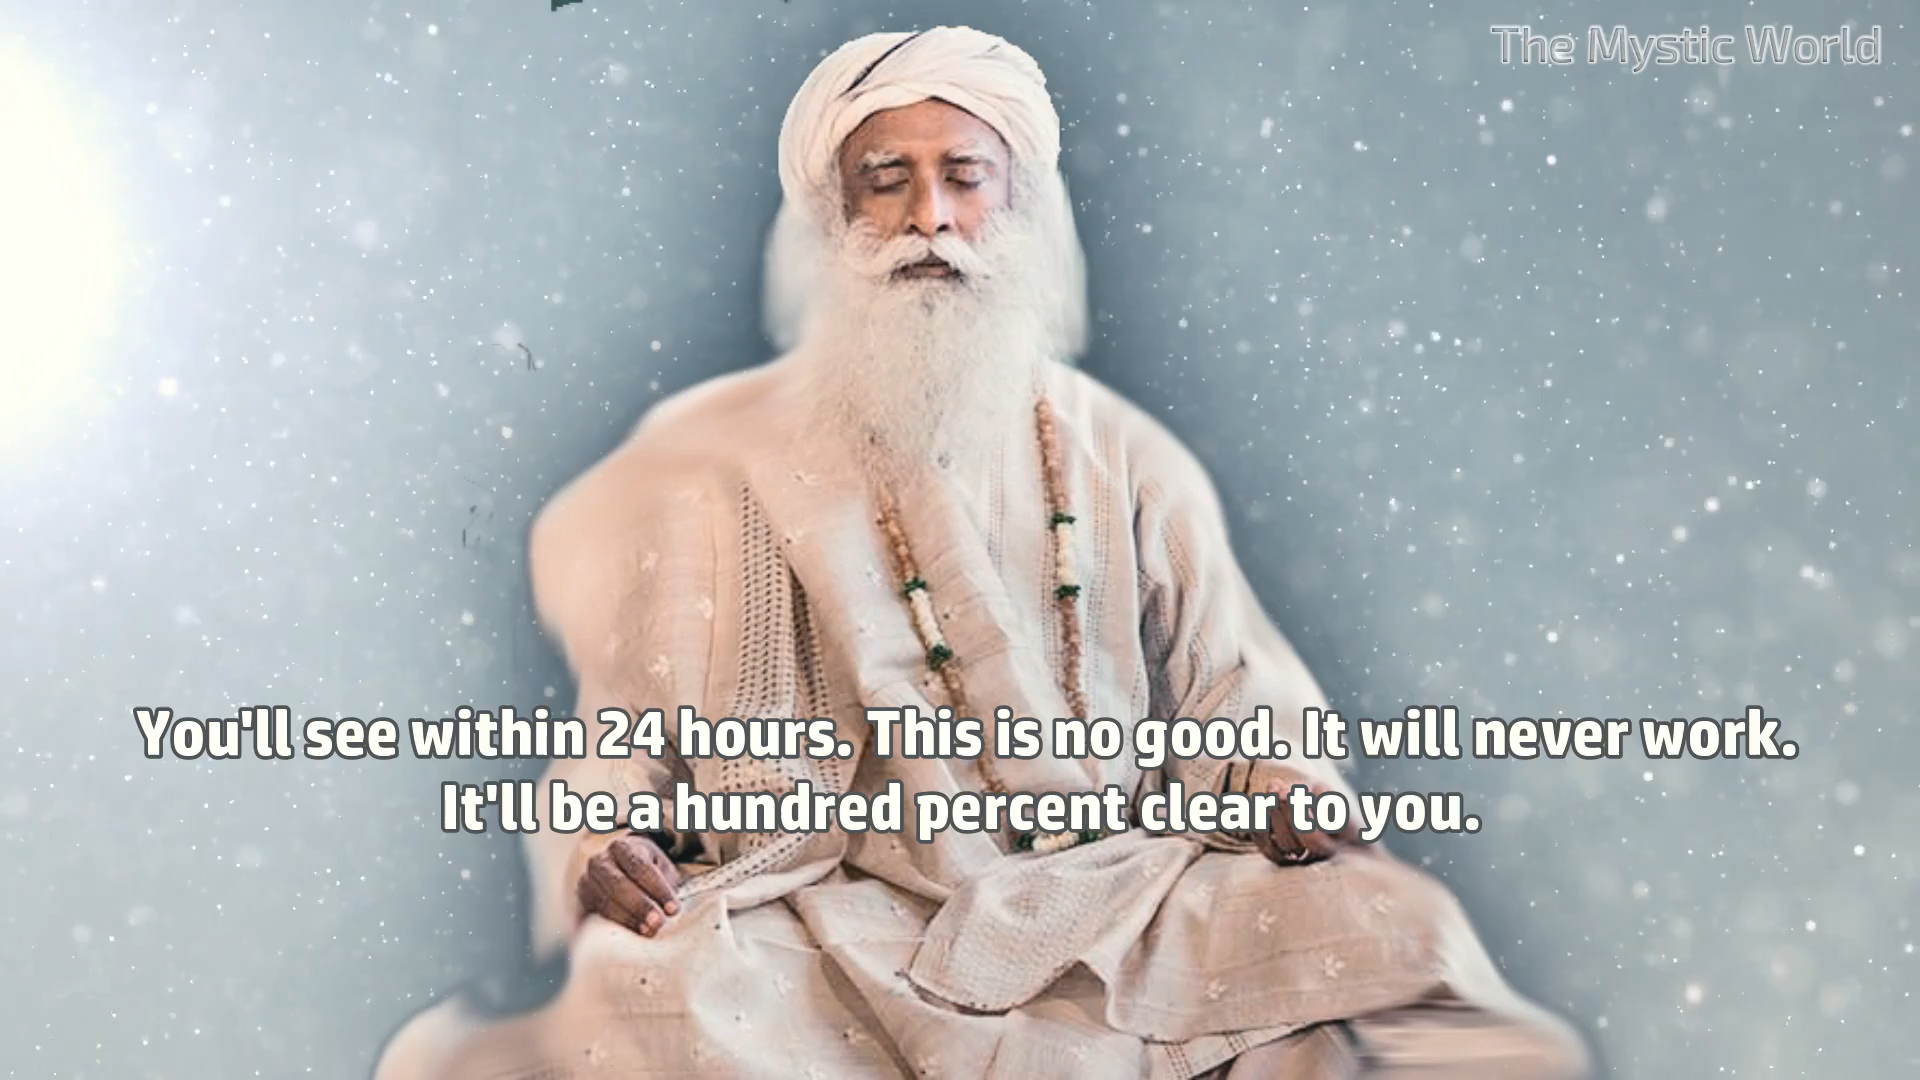 The Mystic World
You'll see within 24 hours. This is no good. It will never work.
It'll be a hundred percent clear to you.